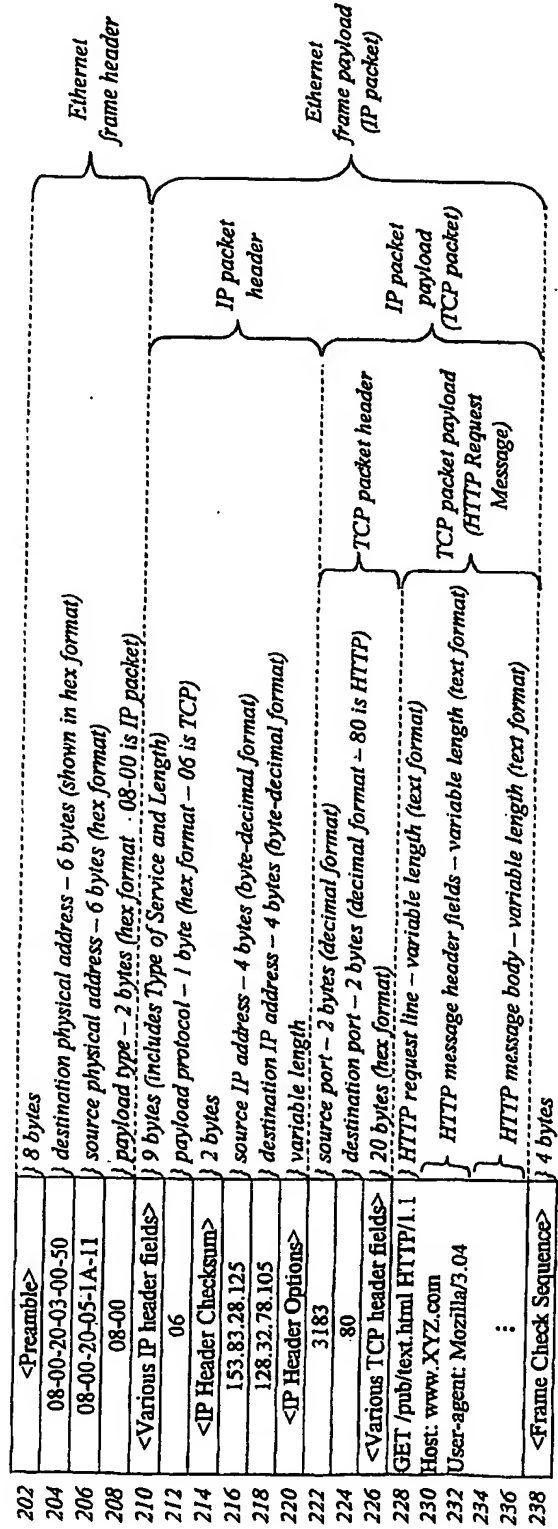 202 <Preamble> } 8 bytes
204 08-00-20-03-00-50 } destination physical address – 6 bytes (shown in hex format)
206 08-00-20-05-1A-11 } source physical address – 6 bytes (hex format)
208 08-00 } payload type – 2 bytes (hex format · 08-00 is IP packet)
Ethernet
frame header
210 <Various IP header fields> } 9 bytes (includes Type of Service and Length)
212 06 } payload protocol – 1 byte (hex format – 06 is TCP)
214 <IP Header Checksum> } 2 bytes
216 153.83.28.125 } source IP address – 4 bytes (byte-decimal format)
218 128.32.78.105 } destination IP address – 4 bytes (byte-decimal format)
220 <IP Header Options> } variable length
IP packet
header
222 3183 } source port – 2 bytes (decimal format)
224 80 } destination port – 2 bytes (decimal format – 80 is HTTP)
226 <Various TCP header fields> } 20 bytes (hex format)
TCP packet header
228 GET /pub/text.html HTTP/1.1 } HTTP request line – variable length (text format)
230 Host: www.XYZ.com
232 User-agent: Mozilla/3.04
HTTP message header fields – variable length (text format)
234
236 :
HTTP message body – variable length (text format)
TCP packet payload
(HTTP Request
Message)
IP packet
payload
(TCP packet)
Ethernet
frame payload
(IP packet)
238 <Frame Check Sequence> } 4 bytes